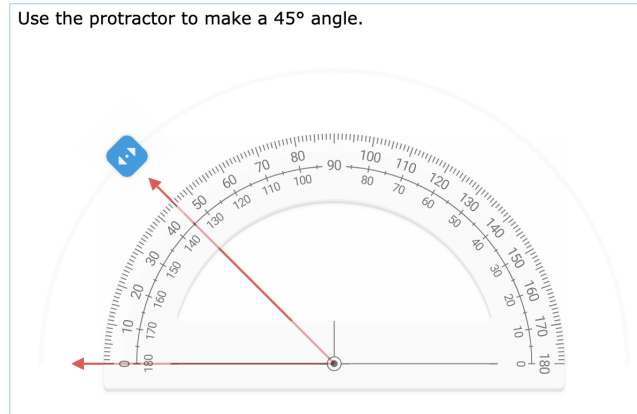 Use the protractor to make a 45° angle.
0 10 20 30 40 50 60 70 80 90 100 110 120 130 140 150 160 170 180
180 170 160 150 140 130 120 110 100 80 70 60 50 40 30 20 10 0